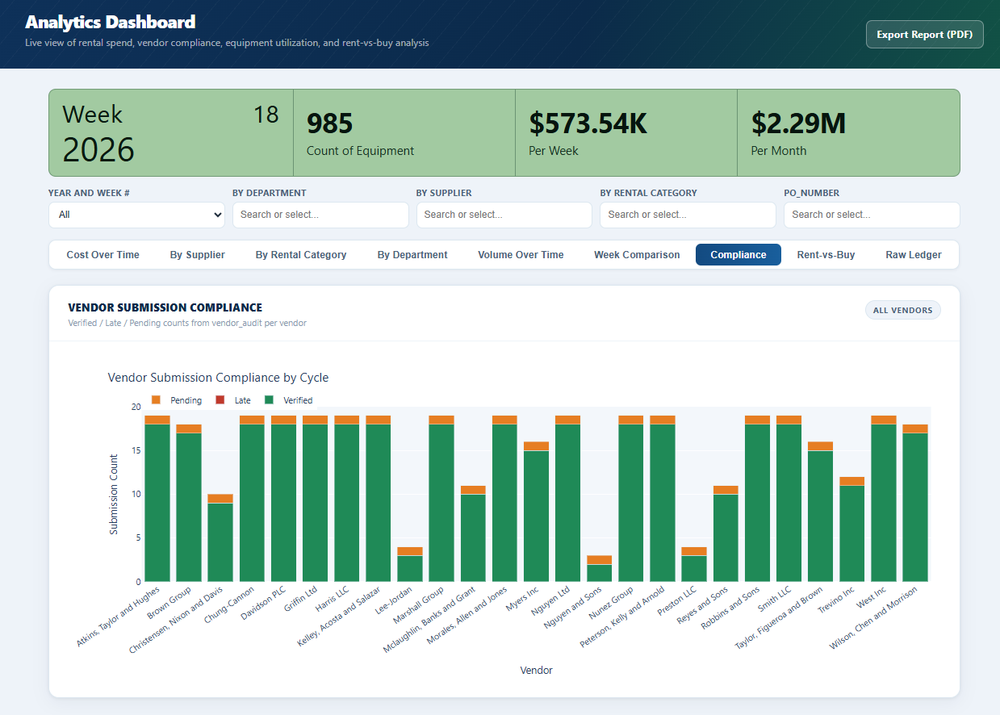 Analytics Dashboard
Live view of rental spend, vendor compliance, equipment utilization, and rent-vs-buy analysis
Export Report (PDF)
Week 18
2026
985
Count of Equipment
$573.54K
Per Week
$2.29M
Per Month
YEAR AND WEEK #
All
BY DEPARTMENT
Search or select...
BY SUPPLIER
Search or select...
BY RENTAL CATEGORY
Search or select...
PO_NUMBER
Search or select...
Cost Over Time
By Supplier
By Rental Category
By Department
Volume Over Time
Week Comparison
Compliance
Rent-vs-Buy
Raw Ledger
VENDOR SUBMISSION COMPLIANCE
Verified / Late / Pending counts from vendor_audit per vendor
ALL VENDORS
Vendor Submission Compliance by Cycle
Pending
Late
Verified
20
15
10
5
0
Submission Count
Atkins, Taylor and Hughes
Brown Group
Christensen, Nixon and Davis
Chung-Cannon
Davidson PLC
Griffin Ltd
Harris LLC
Kelley, Acosta and Salazar
Lee-Jordan
Marshall Group
Mclaughlin, Banks and Grant
Morales, Allen and Jones
Myers Inc
Nguyen Ltd
Nguyen and Sons
Nunez Group
Peterson, Kelly and Arnold
Preston LLC
Reyes and Sons
Robbins and Sons
Smith LLC
Taylor, Figueroa and Brown
Trevino Inc
West Inc
Wilson, Chen and Morrison
Vendor